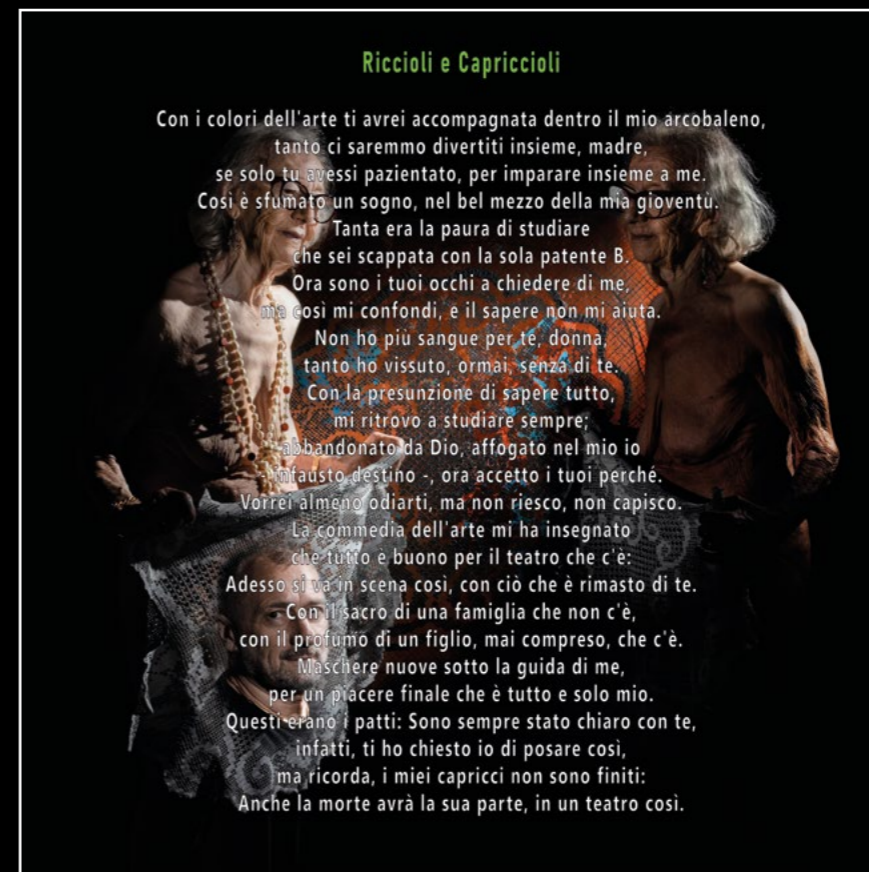 Riccioli e Capriccioli
Con i colori dell'arte ti avrei accompagnata dentro il mio arcobaleno,
tanto ci saremmo divertiti insieme, madre,
se solo tu avessi pazientato, per imparare insieme a me.
Così è sfumato un sogno, nel bel mezzo della mia gioventù.
Tanta era la paura di studiare
che sei scappata con la sola patente B.
Ora sono i tuoi occhi a chiedere di me,
ma così mi confondi, e il sapere non mi aiuta.
Non ho più sangue per te, donna,
tanto ho vissuto, ormai, senza di te.
Con la presunzione di sapere tutto,
mi ritrovo a studiare sempre;
abbandonato da Dio, affogato nel mio io
infausto destino -, ora accetto i tuoi perché.
Vorrei almeno odiarti, ma non riesco, non capisco.
La commedia dell'arte mi ha insegnato
che tutto è buono per il teatro che c'è:
Adesso si va in scena così, con ciò che è rimasto di te.
Con il sacro di una famiglia che non c'è,
con il profumo di un figlio, mai compreso, che c'è.
Maschere nuove sotto la guida di me,
per un piacere finale che è tutto e solo mio.
Questi erano i patti: Sono sempre stato chiaro con te,
infatti, ti ho chiesto io di posare così,
ma ricorda, i miei capricci non sono finiti:
Anche la morte avrà la sua parte, in un teatro così.